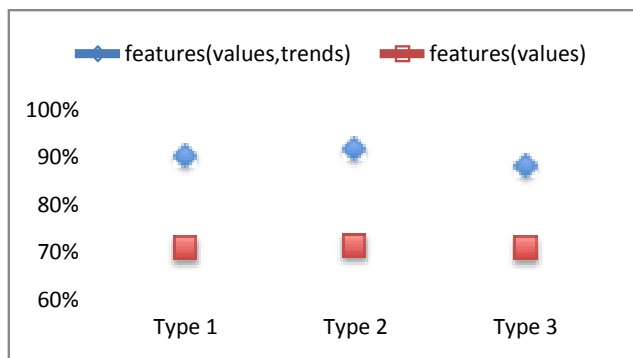 features(values,trends) features(values)
100%
90%
80%
70%
60%
Type 1 Type 2 Type 3